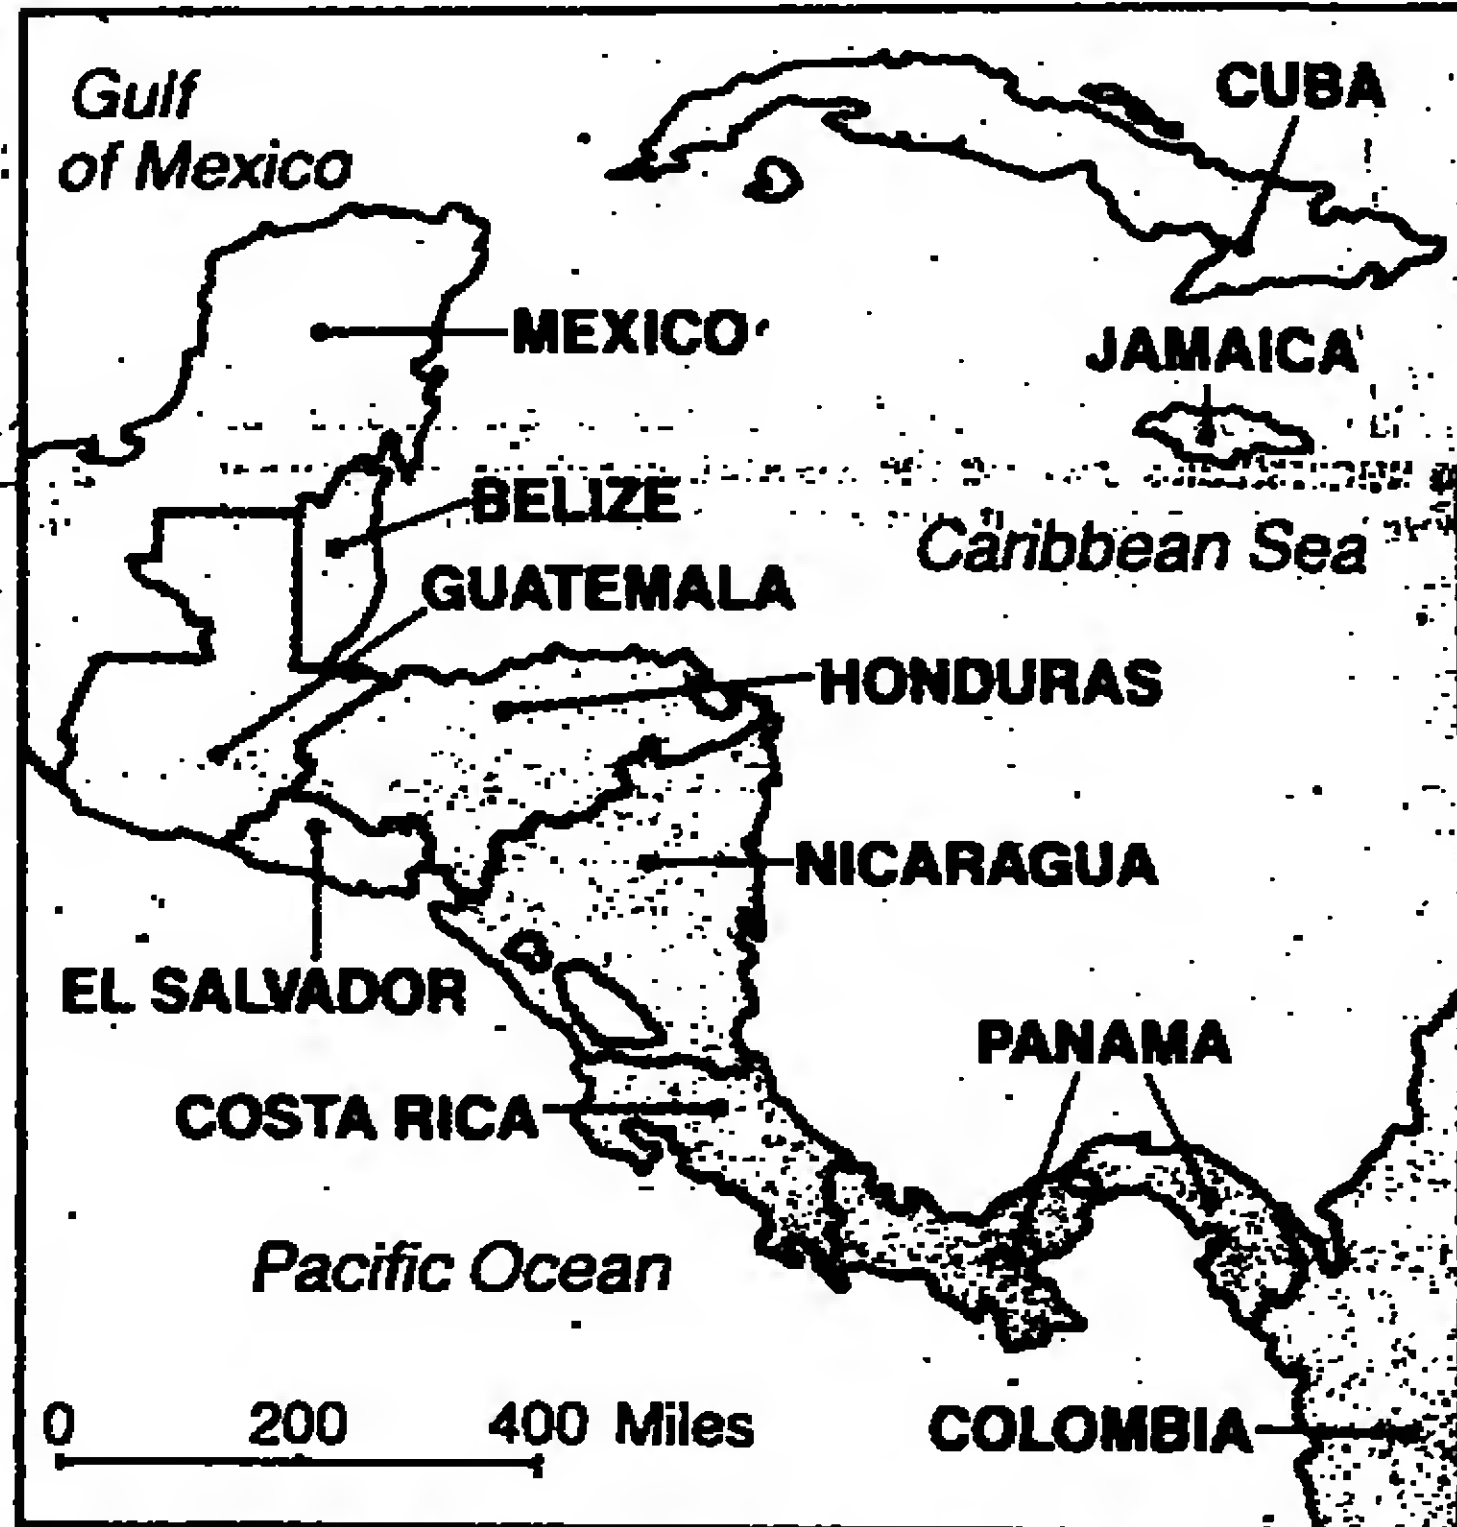 Gulf
of Mexico
CUBA
MEXICO
JAMAICA
BELIZE
Caribbean Sea
GUATEMALA
HONDURAS
NICARAGUA
EL SALVADOR
PANAMA
COSTA RICA
Pacific Ocean
0 200 400 Miles
COLOMBIA